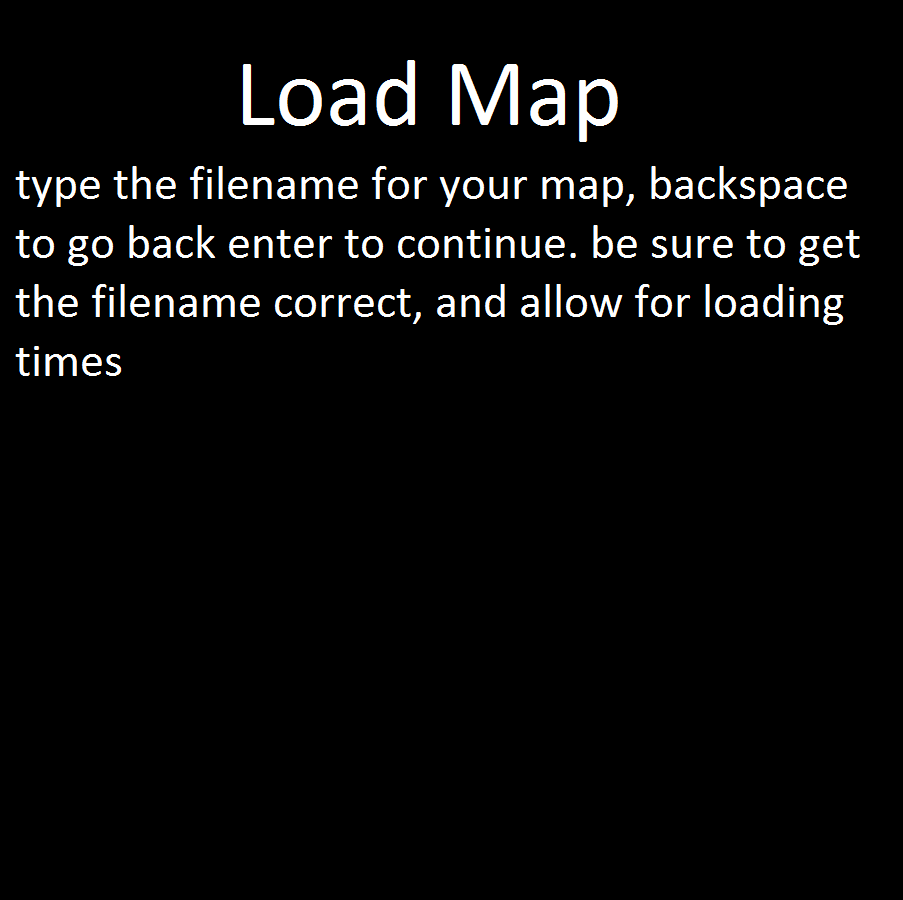 Load Map
type the filename for your map, backspace
to go back enter to continue. be sure to get
the filename correct, and allow for loading
times